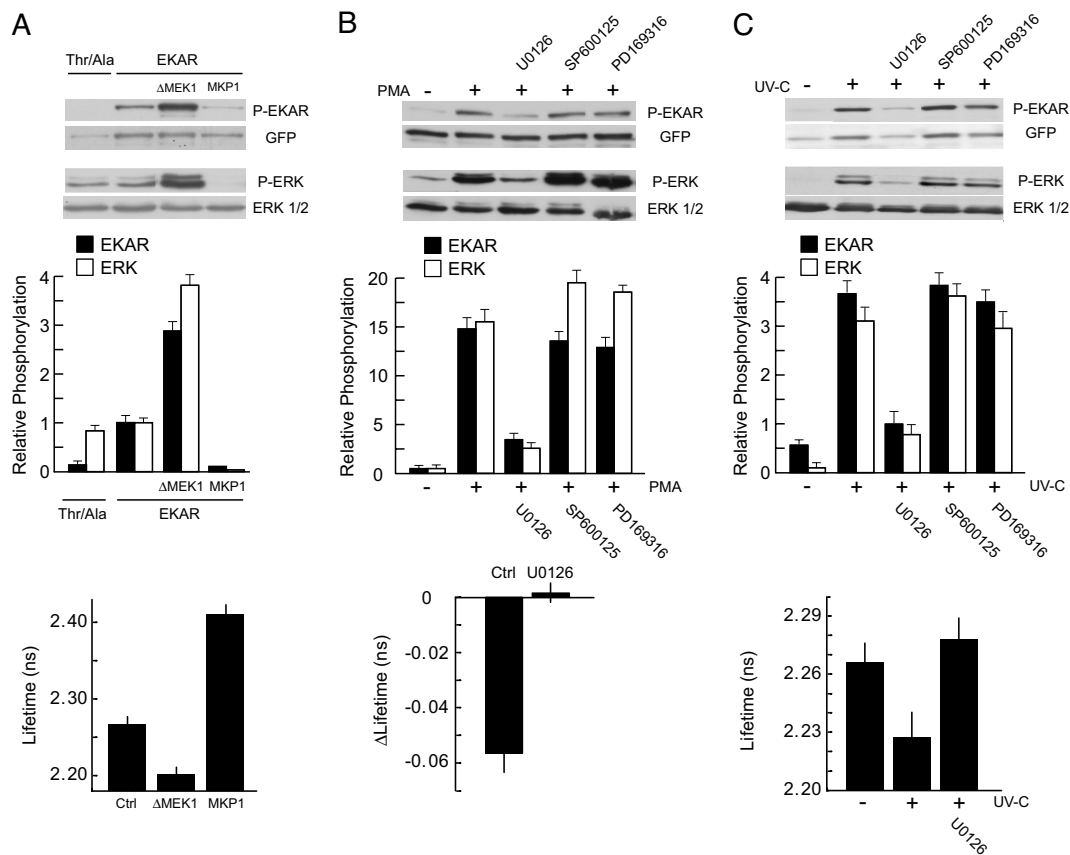 A
Thr/Ala EKAR
ΔMEK1 MKP1
P-EKAR
GFP
P-ERK
ERK 1/2
EKAR
ERK
Relative Phosphorylation
4
3
2
1
0
ΔMEK1 MKP1
Thr/Ala EKAR
Lifetime (ns)
2.40
2.30
2.20
Ctrl ΔMEK1 MKP1
B
U0126 SP600125 PD169316
PMA - + + + +
P-EKAR
GFP
P-ERK
ERK 1/2
EKAR
ERK
Relative Phosphorylation
20
15
10
5
0
- + + + + PMA
U0126 SP600125 PD169316
Ctrl U0126
ΔLifetime (ns)
0
-0.02
-0.04
-0.06
C
U0126 SP600125 PD169316
UV-C - + + + +
P-EKAR
GFP
P-ERK
ERK 1/2
EKAR
ERK
Relative Phosphorylation
4
3
2
1
0
- + + + + UV-C
U0126 SP600125 PD169316
Lifetime (ns)
2.29
2.26
2.23
2.20
- + + UV-C
U0126